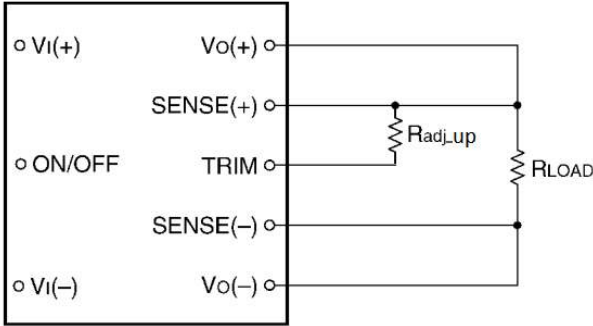 VI(+) VO(+)
SENSE(+)
Radj_up
ON/OFF TRIM RLOAD
SENSE(–)
VI(–) VO(–)